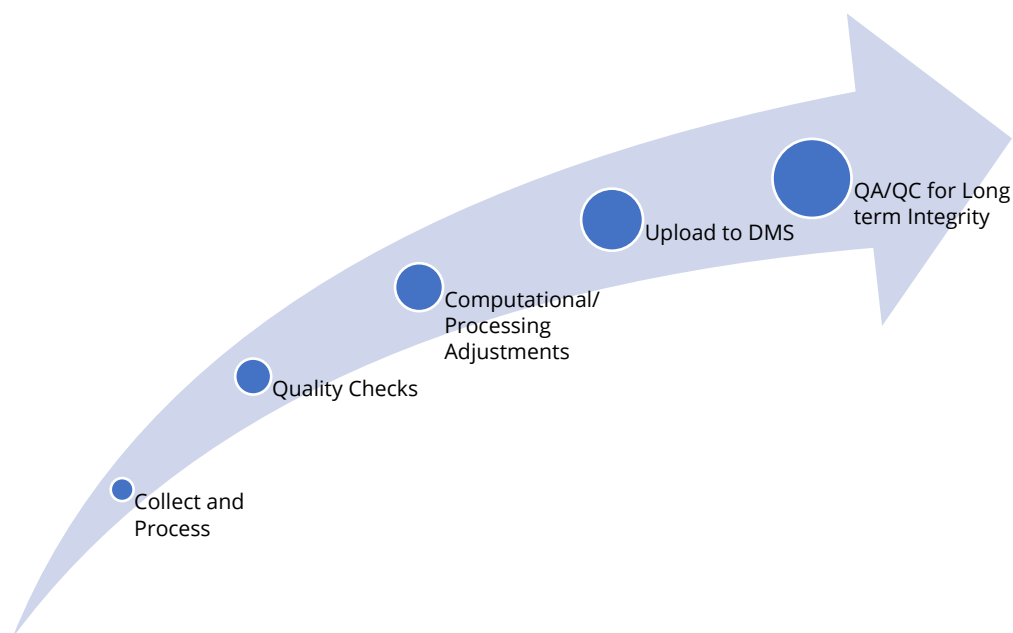 Collect and
Process
Quality Checks
Computational/
Processing
Adjustments
Upload to DMS
QA/QC for Long
term Integrity